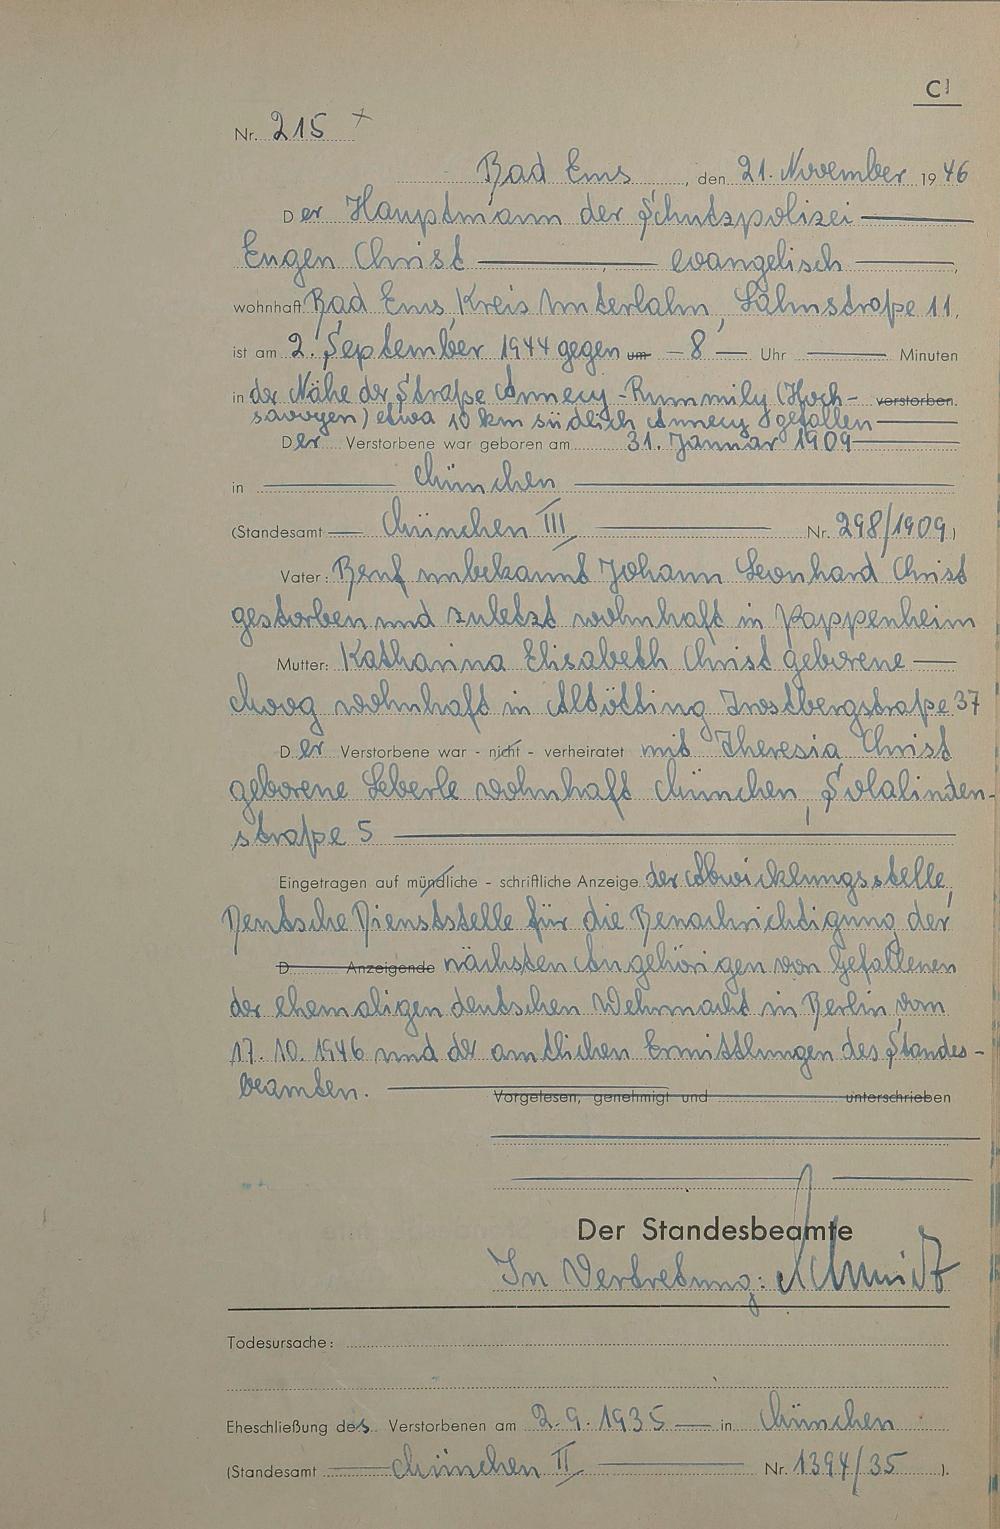 C1
Nr. 215 +
Bad Ems, den 21. November 19 46
Der Hauptmann der Schutzpolizei
Eugen Christ evangelisch,
wohnhaft Bad Ems, Kreis Unterlahn, Lahnstraße 11,
ist am 2. September 1944 gegen um 8 Uhr Minuten
in der Nähe der Straße Annecy-Rummily (Hoch- verstorben.
savoyen) etwa 10 km südlich Annecy gefallen
Der Verstorbene war geboren am 31. Januar 1909
in München
(Standesamt München III Nr. 298/1909)
Vater: Beruf unbekannt Johann Leonhard Christ
gestorben und zuletzt wohnhaft in Pappenheim
Mutter: Katharina Elisabeth Christ geborene
Moog wohnhaft in Altötting Trostbergstraße 37
Der Verstorbene war - nicht - verheiratet mit Theresia Christ
geborene Leberle wohnhaft München, Solalinden-
straße 5
Eingetragen auf mündliche - schriftliche Anzeige der Abwicklungsstelle,
Deutsche Dienststelle für die Benachrichtigung der
D Anzeigende nächsten Angehörigen von Gefallenen
der ehemaligen deutschen Wehrmacht in Berlin vom
17. 10. 1946 und der amtlichen Ermittlungen des Standes-
beamten. Vorgelesen, genehmigt und unterschrieben
Der Standesbeamte
In Vertretung: Schmidt
Todesursache:
Eheschließung des Verstorbenen am 2.9.1935 in München
(Standesamt München II Nr. 1394/35 ).